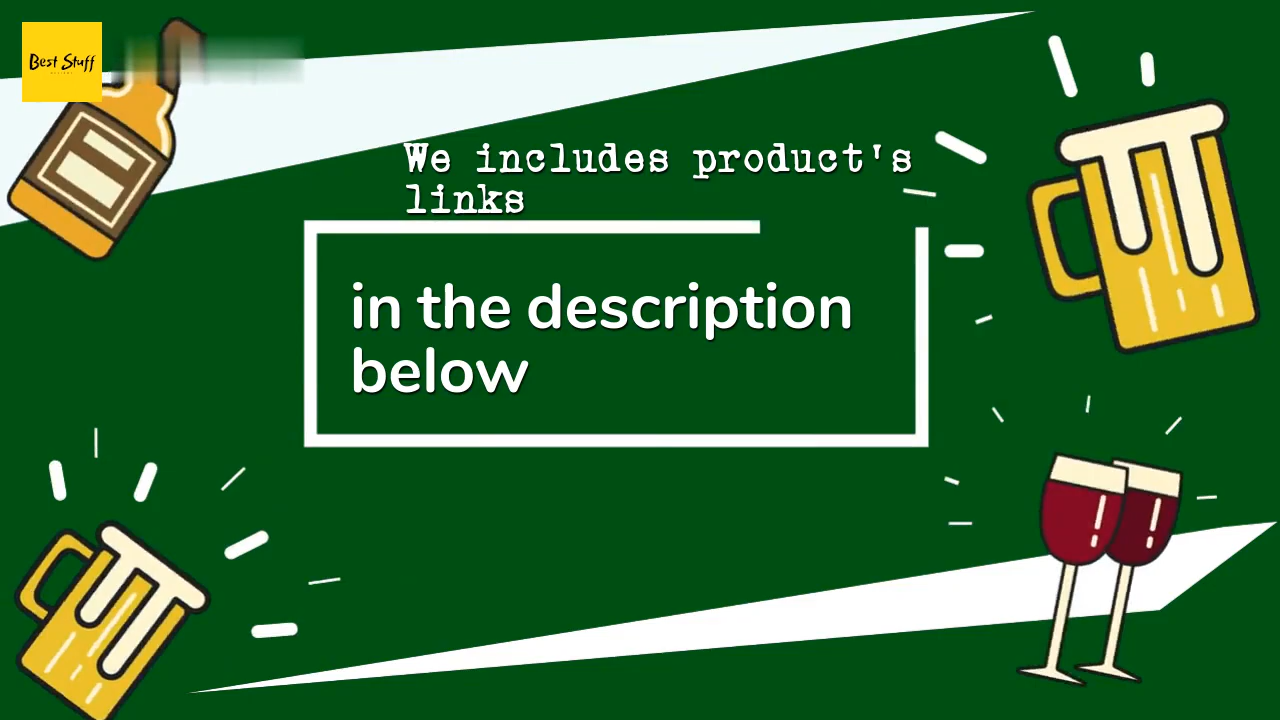 Best Stuff
We includes product's
links
in the description
below